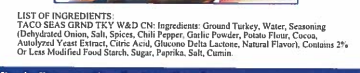 LIST OF INGREDIENTS:
TACO SEAS GRND TKY W&D CN: Ingredients: Ground Turkey, Water, Seasoning
(Dehydrated Onion, Salt, Spices, Chili Pepper, Garlic Powder, Potato Flour, Cocoa,
Autolyzed Yeast Extract, Citric Acid, Glucono Delta Lactone, Natural Flavor), Contains 2%
Or Less Modified Food Starch, Sugar, Paprika, Salt, Cumin.